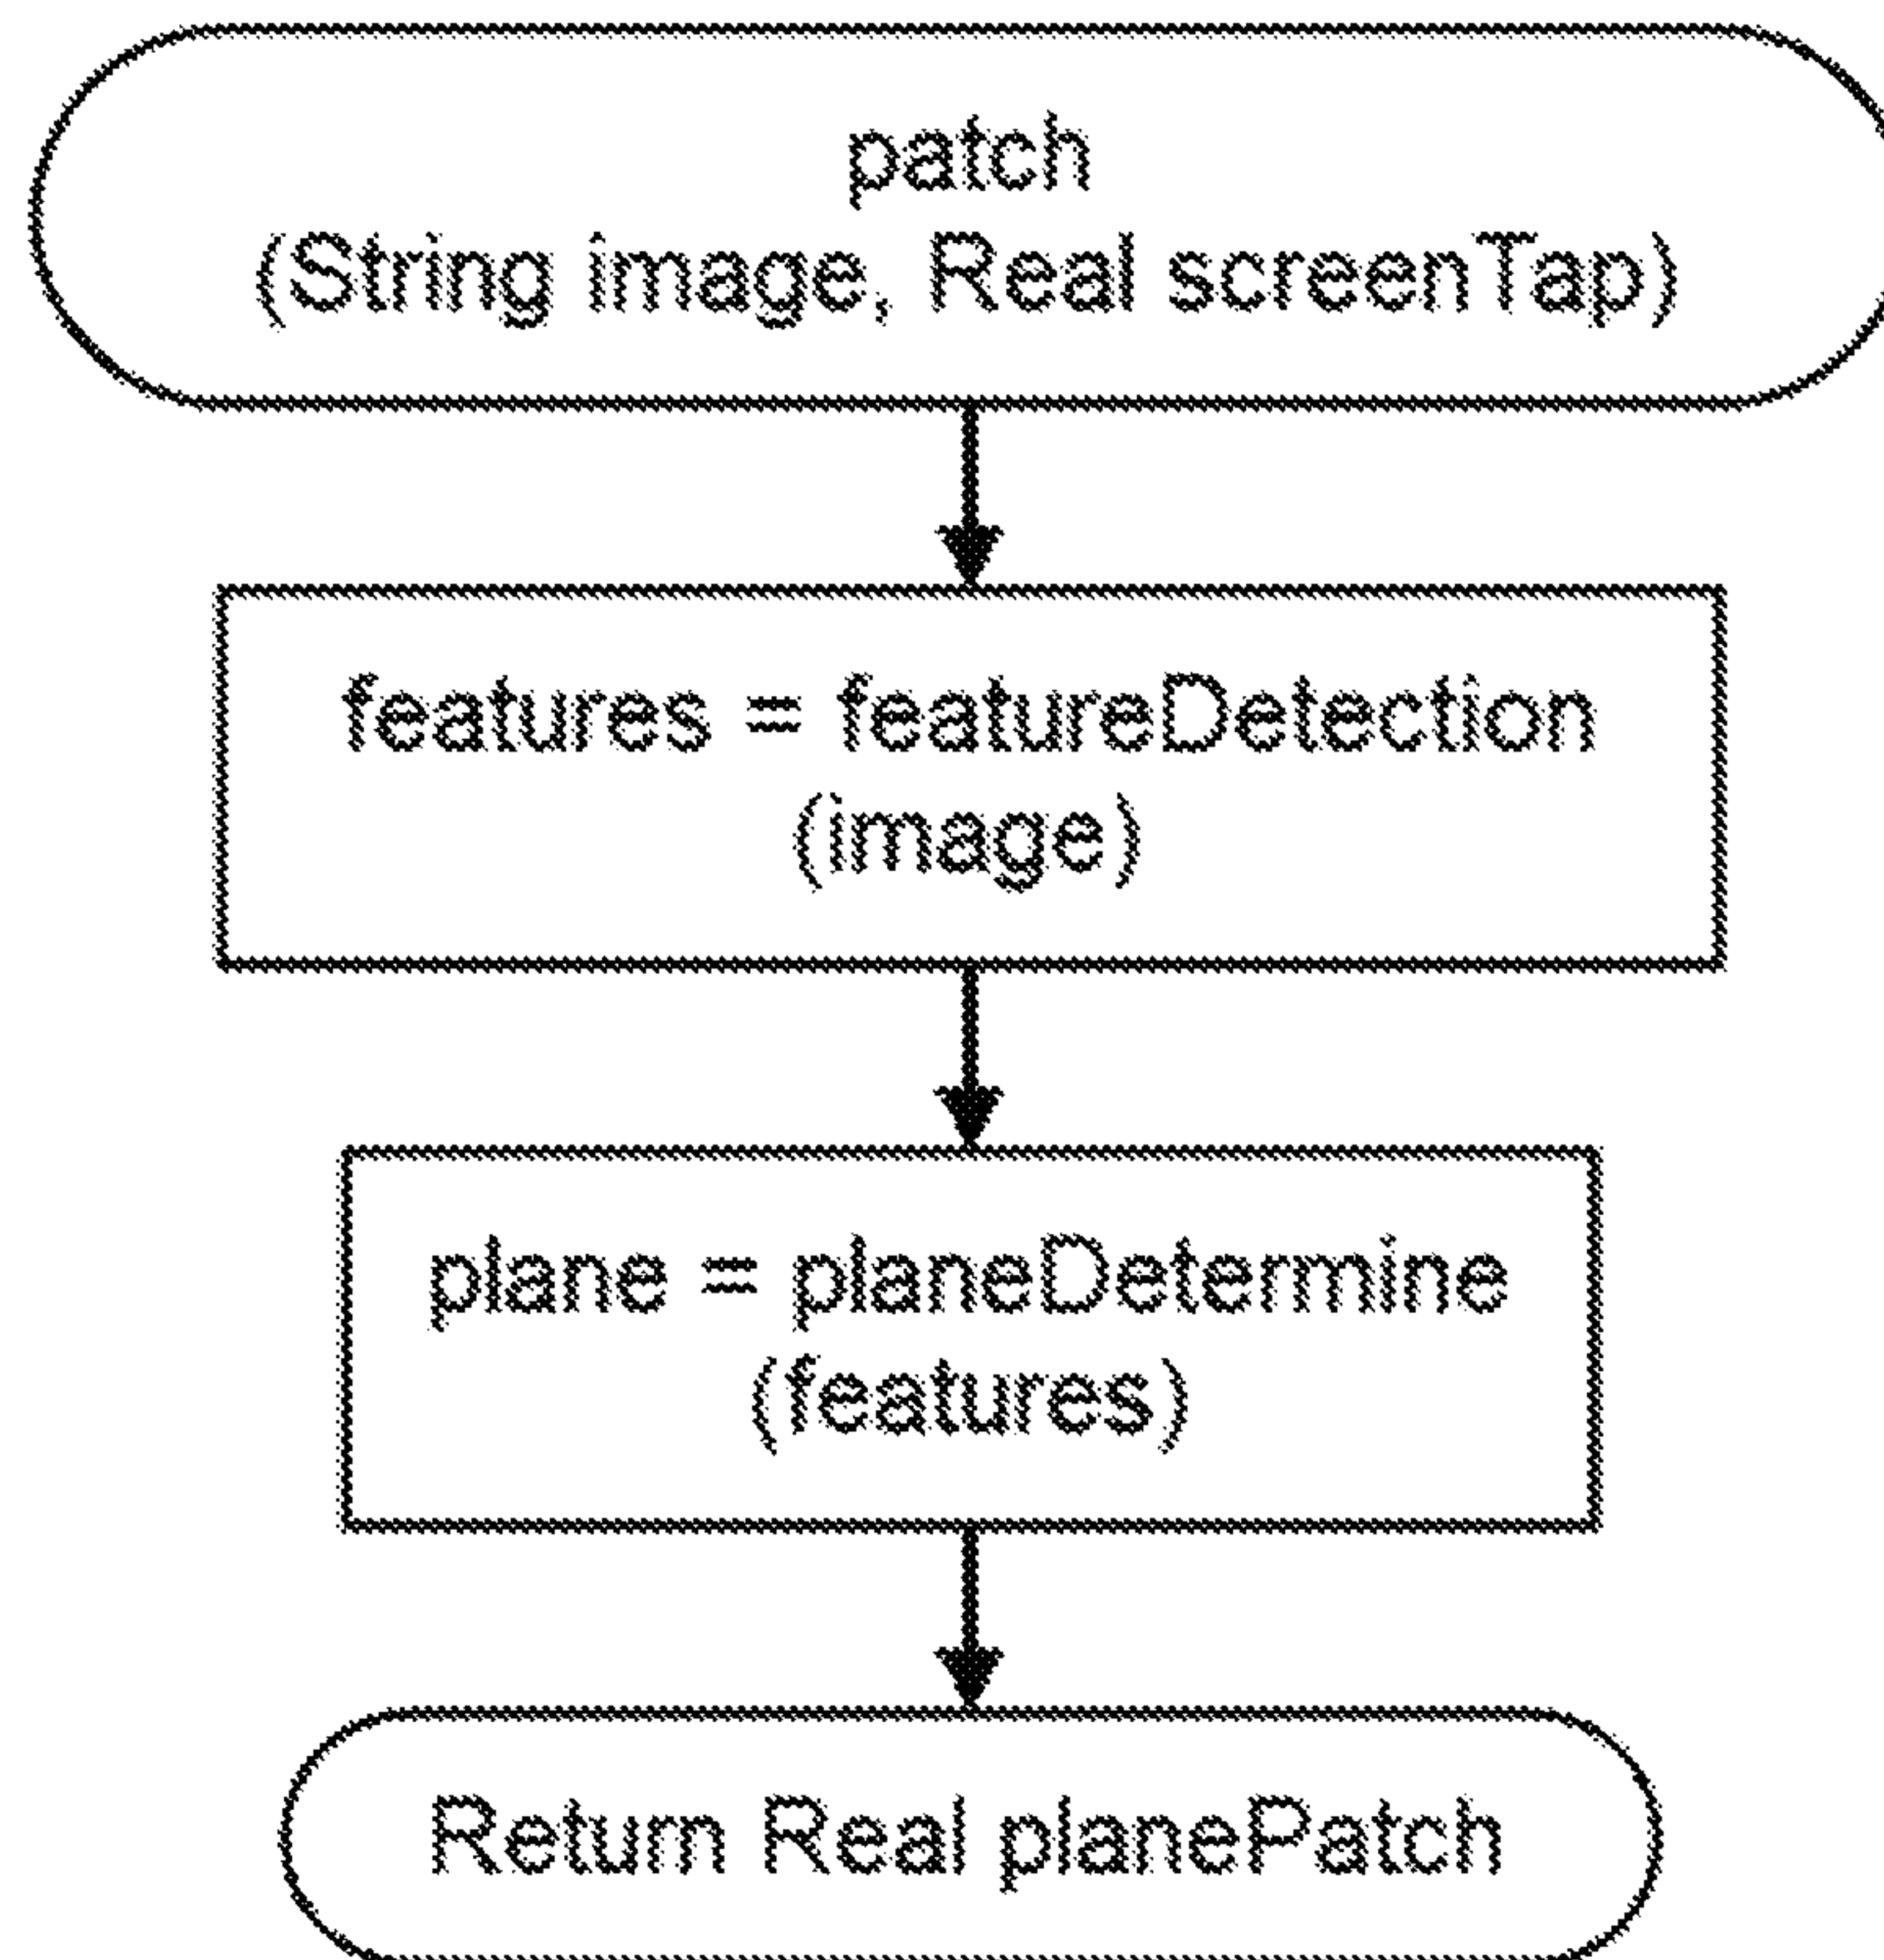 patch
(String image, Real screenTap)
features = featureDetection
(image)
plane = planeDetermine
(features)
Return Real planePatch